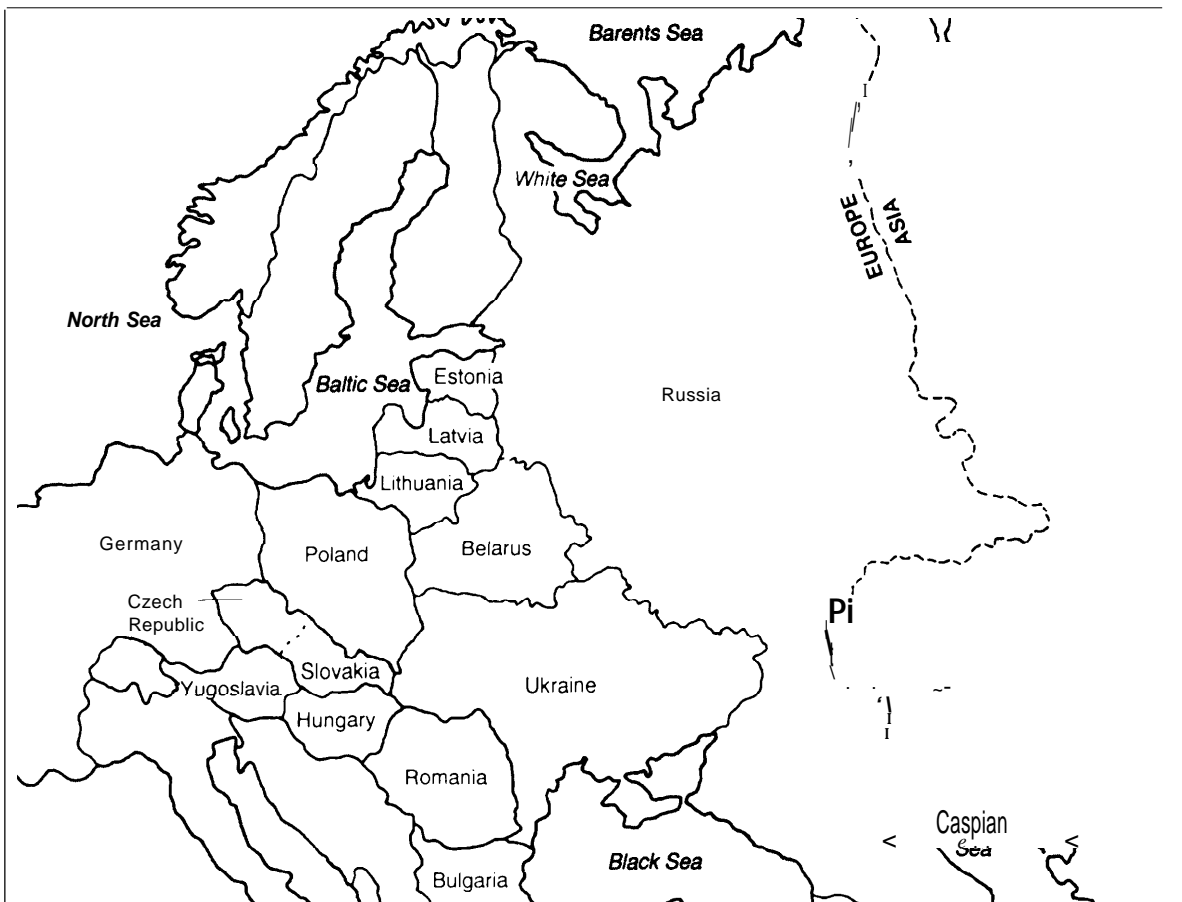 Barents Sea
White Sea
EUROPE
ASIA
North Sea
Baltic Sea
Estonia
Russia
Latvia
Lithuania
Germany
Poland
Belarus
Czech
Republic
Pi
Slovakia
Yugoslavia
Ukraine
Hungary
Romania
Caspian
Sea
Black Sea
Bulgaria